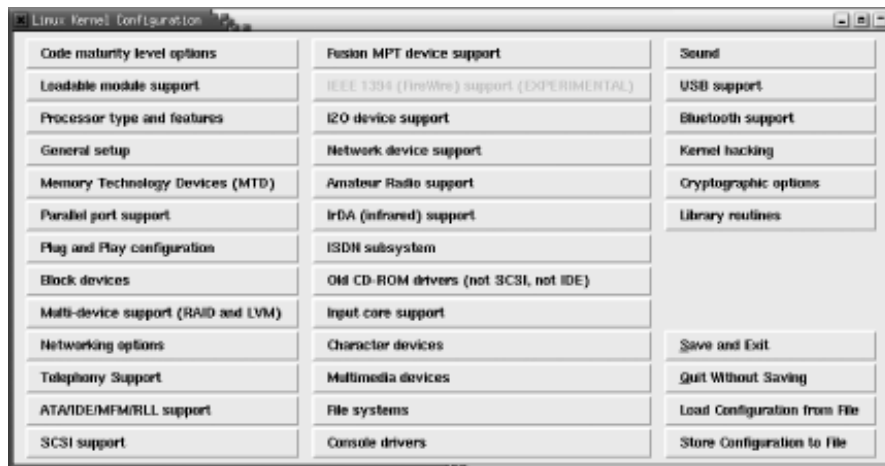 Linux Kernel Configuration
Code maturity level options
Loadable module support
Processor type and features
General setup
Memory Technology Devices (MTD)
Parallel port support
Plug and Play configuration
Block devices
Multi-device support (RAID and LVM)
Networking options
Telephony Support
ATA/IDE/MFM/RLL support
SCSI support
Fusion MPT device support
IEEE 1394 (FireWire) support (EXPERIMENTAL)
I2O device support
Network device support
Amateur Radio support
IrDA (infrared) support
ISDN subsystem
Old CD-ROM drivers (not SCSI, not IDE)
Input core support
Character devices
Multimedia devices
File systems
Console drivers
Sound
USB support
Bluetooth support
Kernel hacking
Cryptographic options
Library routines
Save and Exit
Quit Without Saving
Load Configuration from File
Store Configuration to File